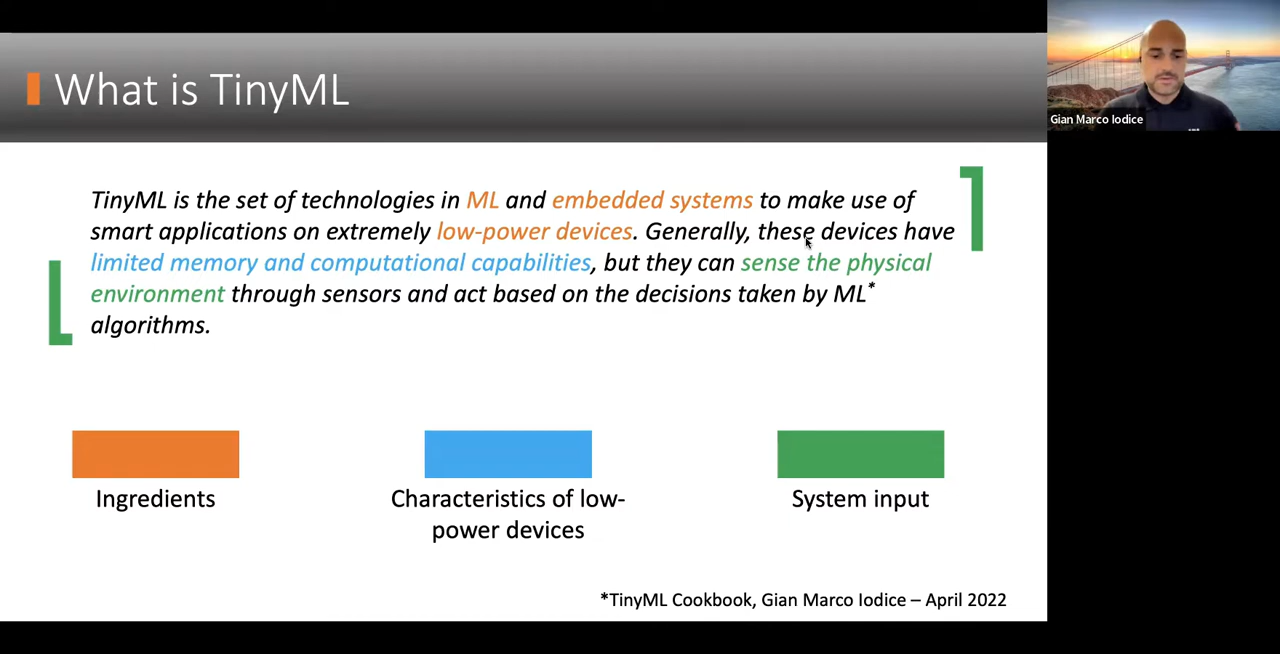 What is TinyML
Gian Marco Iodice
TinyML is the set of technologies in ML and embedded systems to make use of
smart applications on extremely low-power devices. Generally, these devices have
limited memory and computational capabilities, but they can sense the physical
environment through sensors and act based on the decisions taken by ML*
algorithms.
Ingredients
Characteristics of low-
power devices
System input
*TinyML Cookbook, Gian Marco Iodice – April 2022